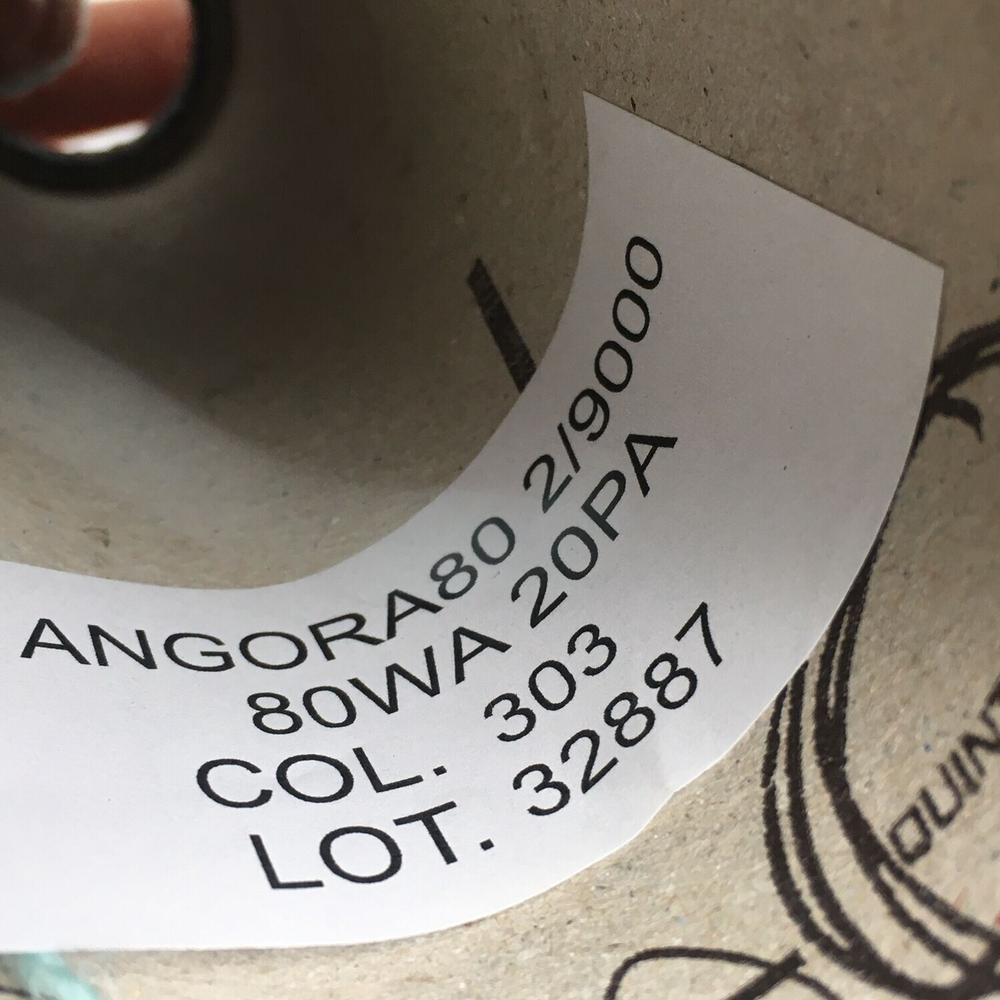 ANGORA80 2/9000
80WA 20PA
COL. 303
LOT. 32887